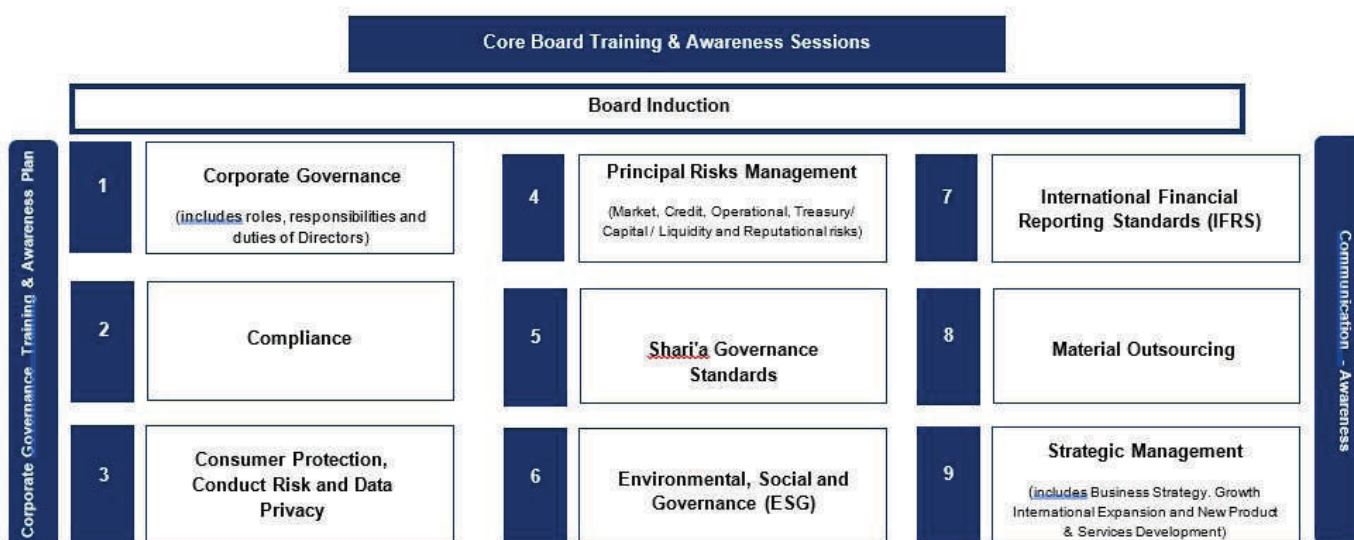 Core Board Training & Awareness Sessions
Board Induction
Corporate Governance Training & Awareness Plan
1
Corporate Governance
(includes roles, responsibilities and
duties of Directors)
2
Compliance
3
Consumer Protection,
Conduct Risk and Data
Privacy
4
Principal Risks Management
(Market, Credit, Operational, Treasury/
Capital / Liquidity and Reputational risks)
5
Shari'a Governance
Standards
6
Environmental, Social and
Governance (ESG)
7
International Financial
Reporting Standards (IFRS)
8
Material Outsourcing
9
Strategic Management
(includes Business Strategy. Growth
International Expansion and New Product
& Services Development)
Communication - Awareness